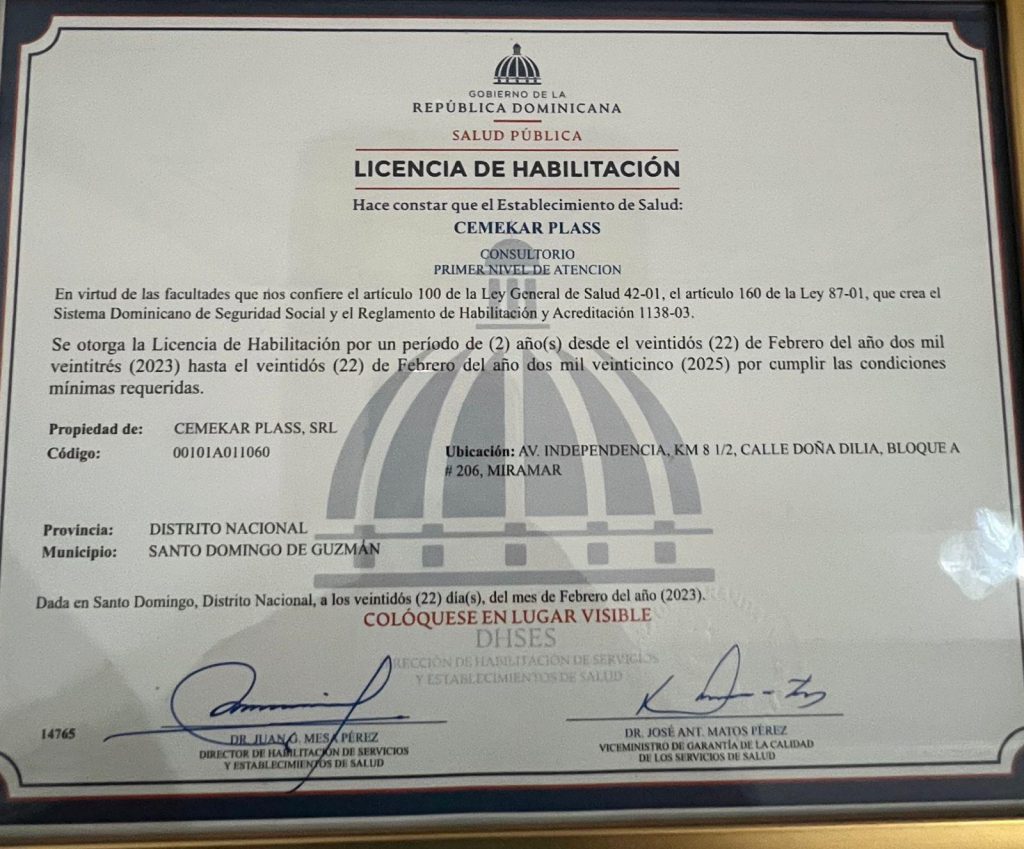 GOBIERNO DE LA
REPÚBLICA DOMINICANA
SALUD PÚBLICA
LICENCIA DE HABILITACIÓN
Hace constar que el Establecimiento de Salud:
CEMEKAR PLASS
CONSULTORIO
PRIMER NIVEL DE ATENCION
En virtud de las facultades que nos confiere el artículo 100 de la Ley General de Salud 42-01, el artículo 160 de la Ley 87-01, que crea el
Sistema Dominicano de Seguridad Social y el Reglamento de Habilitación y Acreditación 1138-03.
Se otorga la Licencia de Habilitación por un período de (2) año(s) desde el veintidós (22) de Febrero del año dos mil
veintitrés (2023) hasta el veintidós (22) de Febrero del año dos mil veinticinco (2025) por cumplir las condiciones
mínimas requeridas.
Propiedad de: CEMEKAR PLASS, SRL
Código: 00101A011060
Ubicación: AV. INDEPENDENCIA, KM 8 1/2, CALLE DOÑA DILIA, BLOQUE A
# 206, MIRAMAR
Provincia: DISTRITO NACIONAL
Municipio: SANTO DOMINGO DE GUZMÁN
Dada en Santo Domingo, Distrito Nacional, a los veintidós (22) día(s), del mes de Febrero del año (2023).
COLÓQUESE EN LUGAR VISIBLE
DHSES
DIRECCIÓN DE HABILITACIÓN DE SERVICIOS
Y ESTABLECIMIENTOS DE SALUD
14765
DR. JUAN G. MESA PÉREZ
DIRECTOR DE HABILITACIÓN DE SERVICIOS
Y ESTABLECIMIENTOS DE SALUD
DR. JOSÉ ANT. MATOS PÉREZ
VICEMINISTRO DE GARANTÍA DE LA CALIDAD
DE LOS SERVICIOS DE SALUD